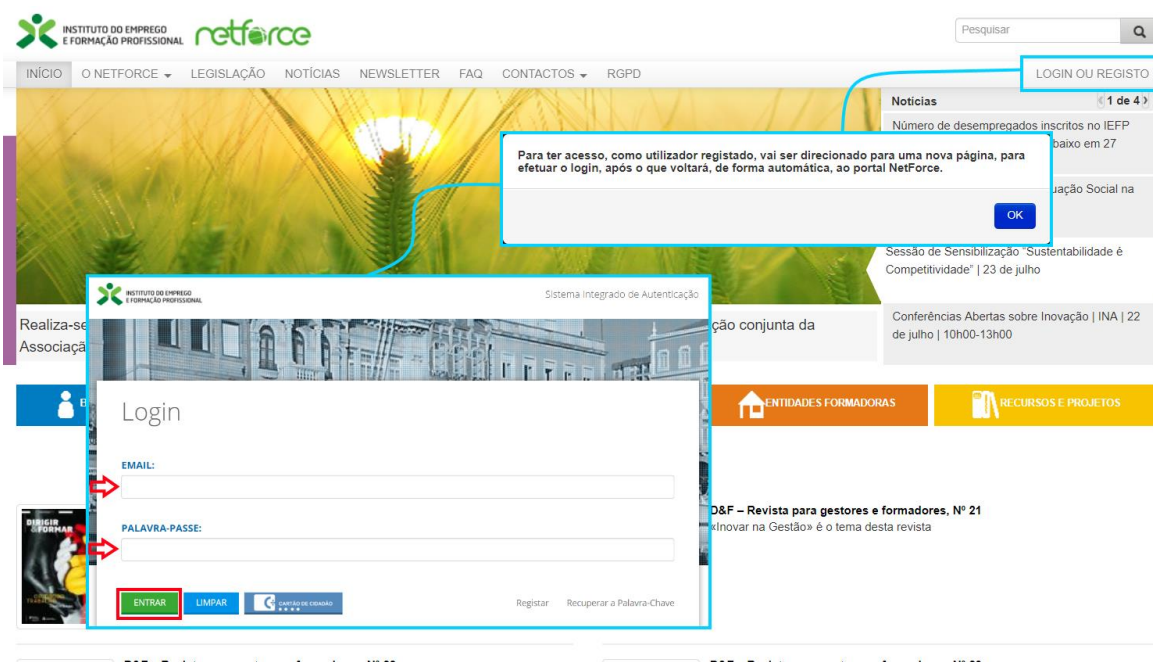 INSTITUTO DO EMPREGO
E FORMAÇÃO PROFISSIONAL
netforce
Pesquisar
INÍCIO O NETFORCE LEGISLAÇÃO NOTÍCIAS NEWSLETTER FAQ CONTACTOS RGPD
LOGIN OU REGISTO
Notícias 1 de 4
Número de desempregados inscritos no IEFP
baixo em 27
Para ter acesso, como utilizador registado, vai ser direcionado para uma nova página, para
efetuar o login, após o que voltará, de forma automática, ao portal NetForce.
OK
uação Social na
Sessão de Sensibilização "Sustentabilidade é
Competitividade" | 23 de julho
Conferências Abertas sobre Inovação | INA | 22
de julho | 10h00-13h00
Realiza-se
Associaçã
ção conjunta da
INSTITUTO DO EMPREGO
E FORMAÇÃO PROFISSIONAL
Sistema Integrado de Autenticação
Login
EMAIL:
PALAVRA-PASSE:
ENTRAR LIMPAR CARTÃO DE CIDADÃO
Registar Recuperar a Palavra-Chave
ENTIDADES FORMADORAS
RECURSOS E PROJETOS
DIRIGIR
&FORMAR
D&F – Revista para gestores e formadores, Nº 21
«Inovar na Gestão» é o tema desta revista